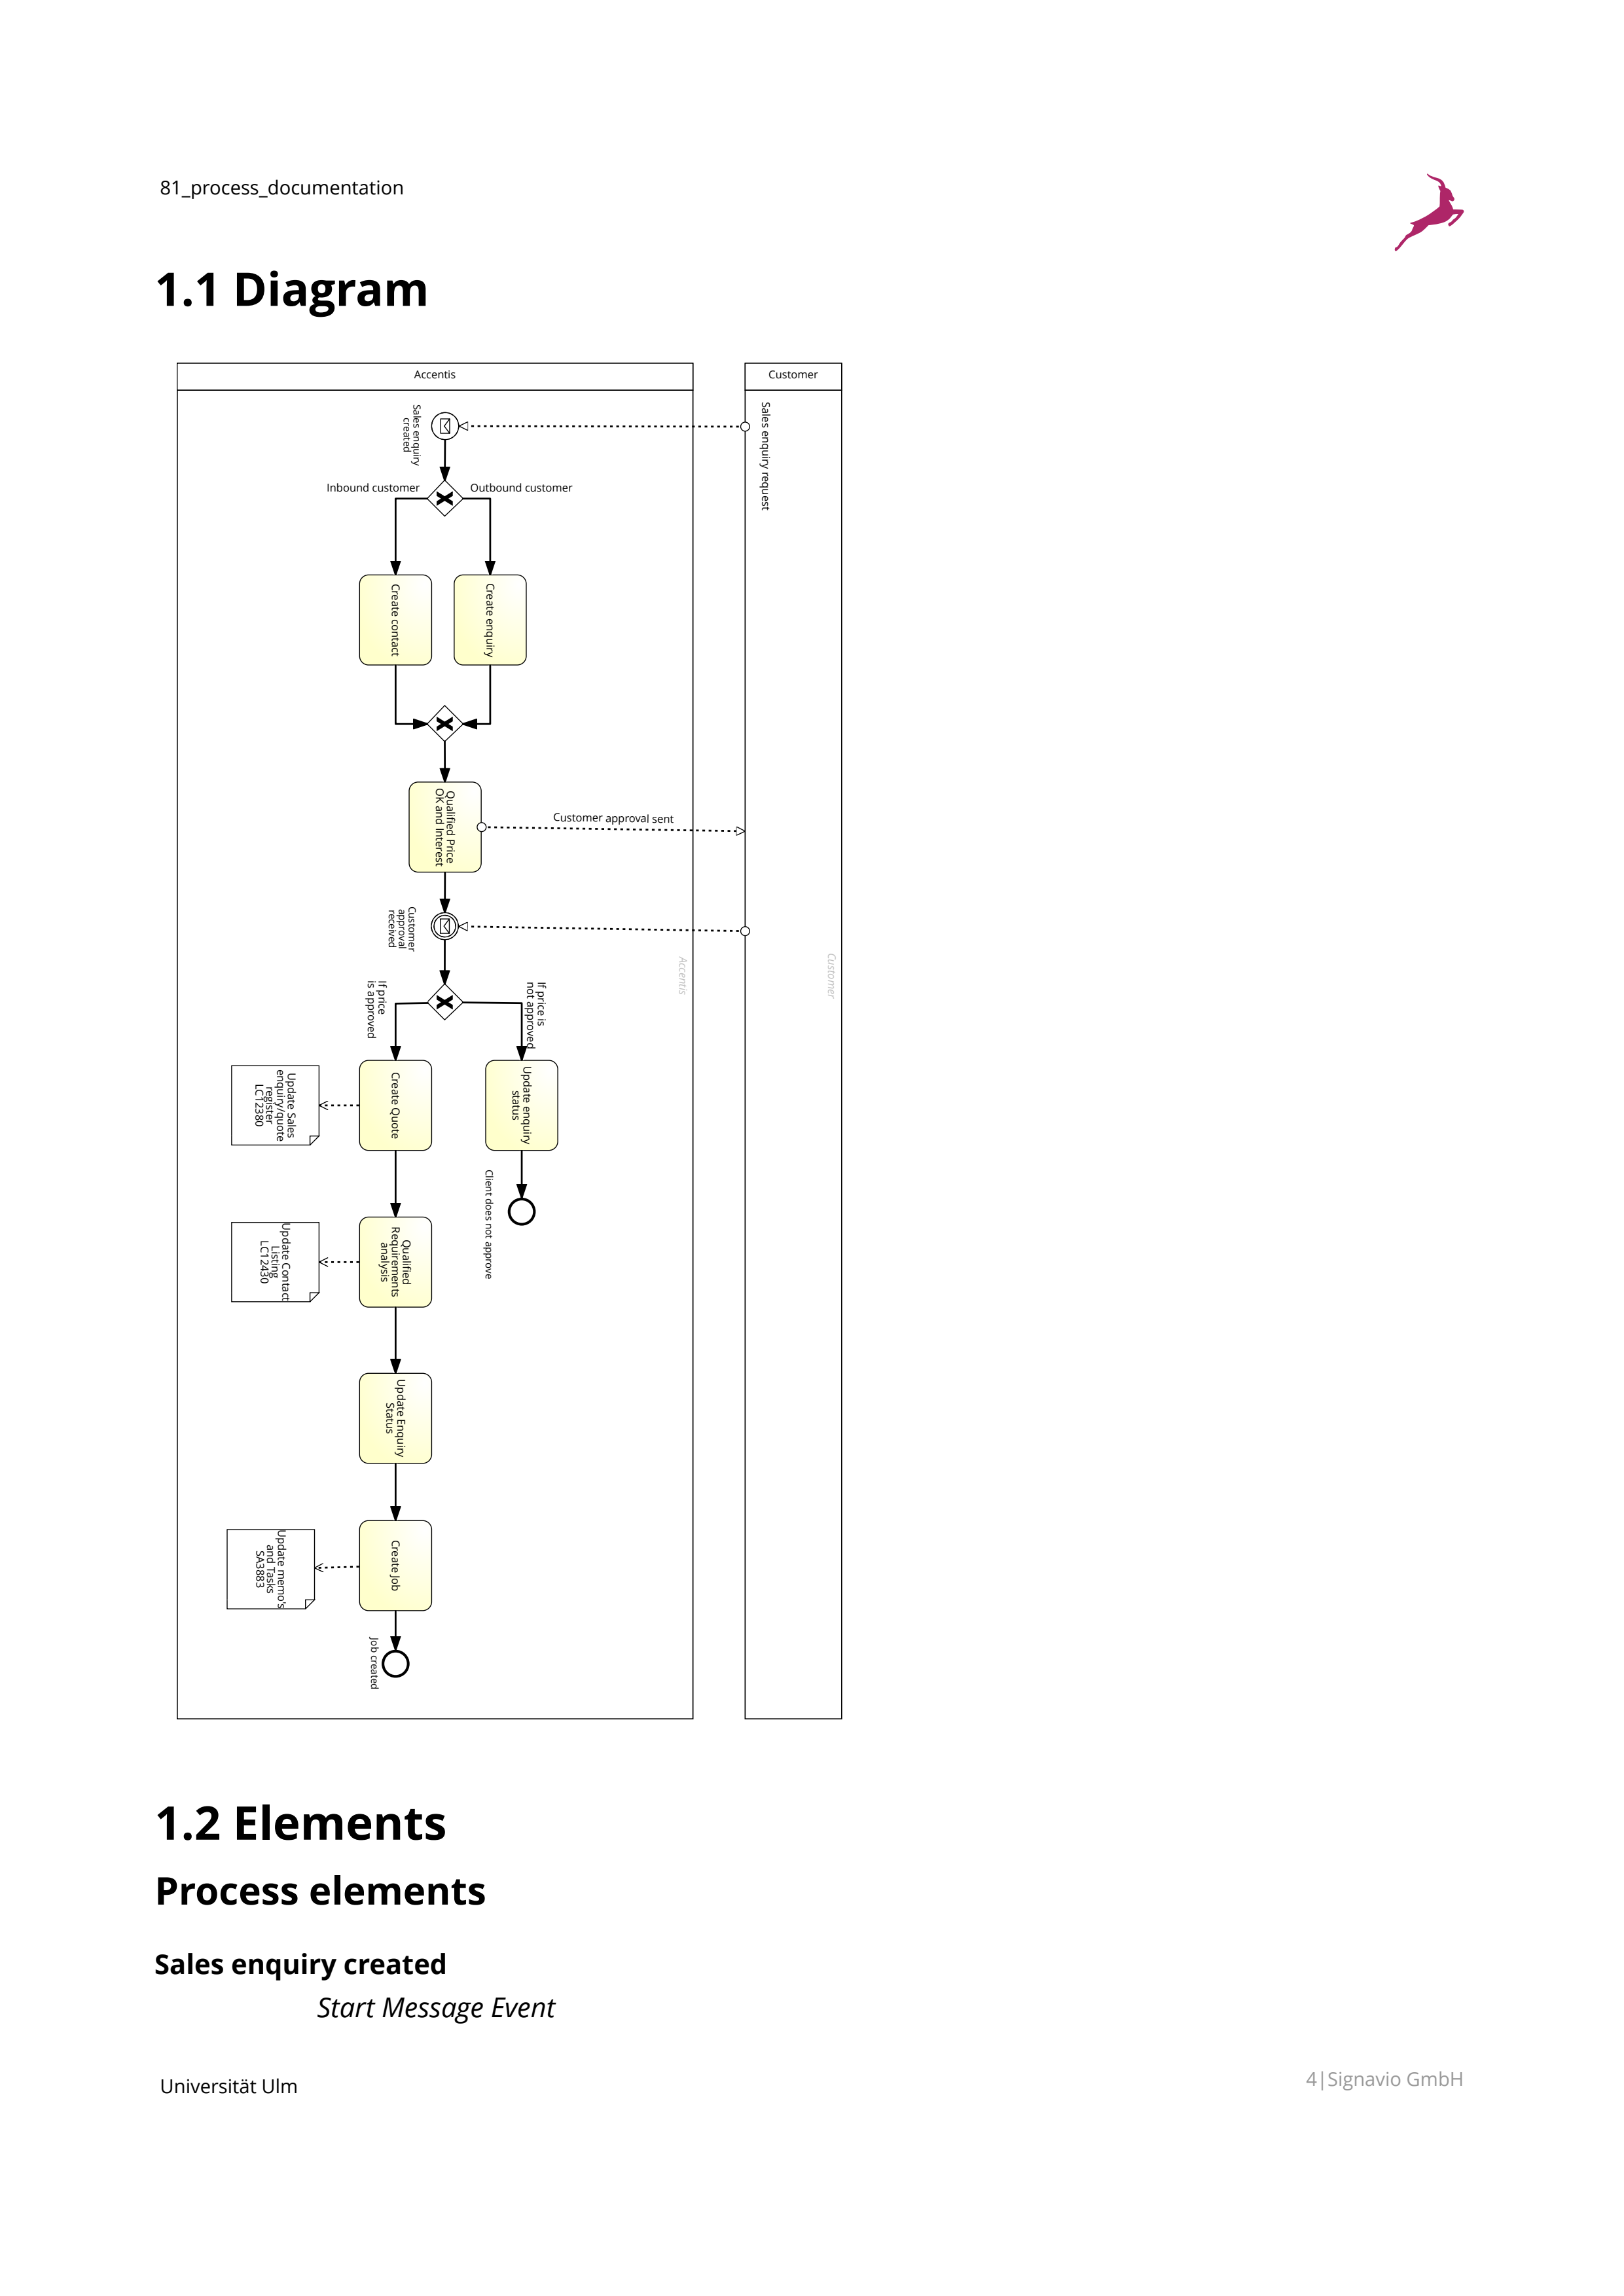 81_process_documentation
1.1 Diagram
Accentis
Customer
Sales enquiry
created
Sales enquiry request
Inbound customer
Outbound customer
Create contact
Create enquiry
Qualified Price
OK and Interest
Customer approval sent
Customer
approval
received
Accentis
Customer
If price
is approved
If price is
not approved
Update Sales
enquiry/quote
register
LC12380
Create Quote
Update enquiry
status
Client does not approve
Update Contact
Listing
LC12430
Qualified
Requirements
analysis
Update Enquiry
Status
Update memo's
and Tasks
SA3883
Create Job
Job created
1.2 Elements
Process elements
Sales enquiry created
Start Message Event
Universität Ulm
4|Signavio GmbH